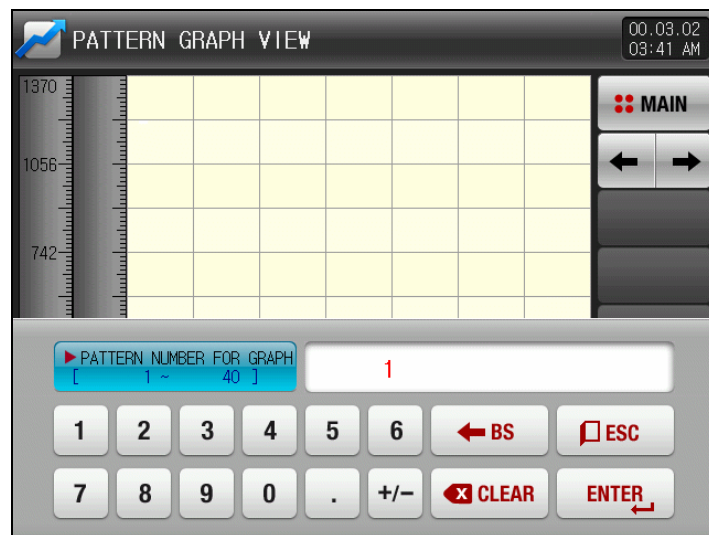 PATTERN GRAPH VIEW
00.03.02
03:41 AM
1370
1056
742
MAIN
PATTERN NUMBER FOR GRAPH
[ 1 ~ 40 ]
1
1 2 3 4 5 6 BS ESC
7 8 9 0 . +/- CLEAR ENTER